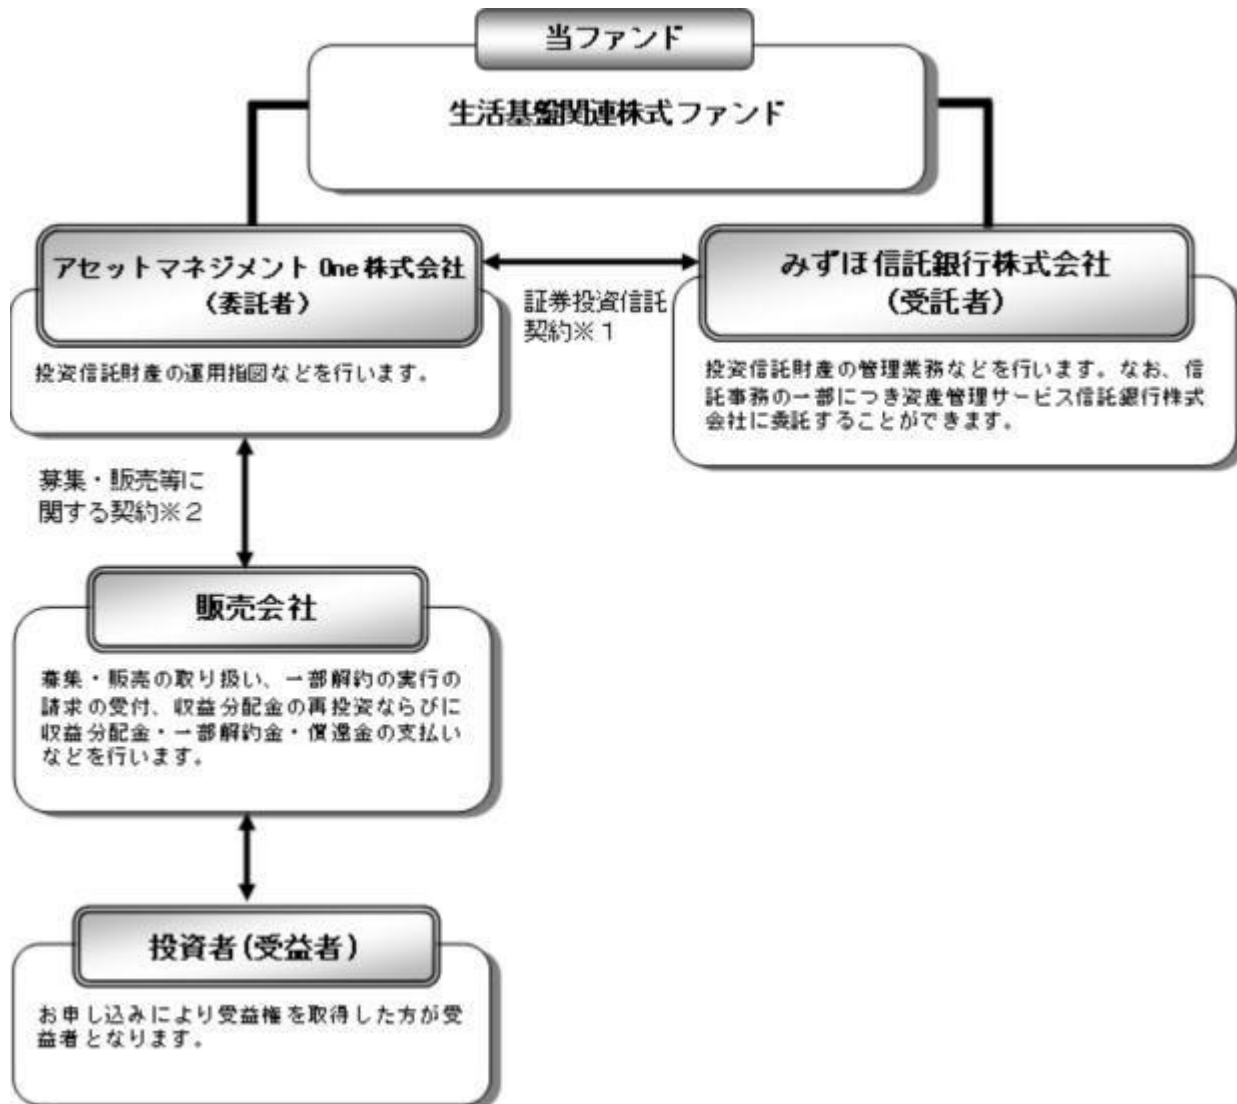 当ファンド
生活基盤関連株式ファンド
アセットマネジメント One 株式会社
（委託者）
投資信託財産の運用指図などを行います。
証券投資信託
契約※１
みずほ信託銀行株式会社
（受託者）
投資信託財産の管理業務などを行います。なお、信
託事務の一部につき資産管理サービス信託銀行株式
会社に委託することができます。
募集・販売等に
関する契約※２
販売会社
募集・販売の取り扱い、一部解約の実行の
請求の受付、収益分配金の再投資ならびに
収益分配金・一部解約金・償還金の支払い
などを行います。
投資者（受益者）
お申し込みにより受益権を取得した方が受
益者となります。